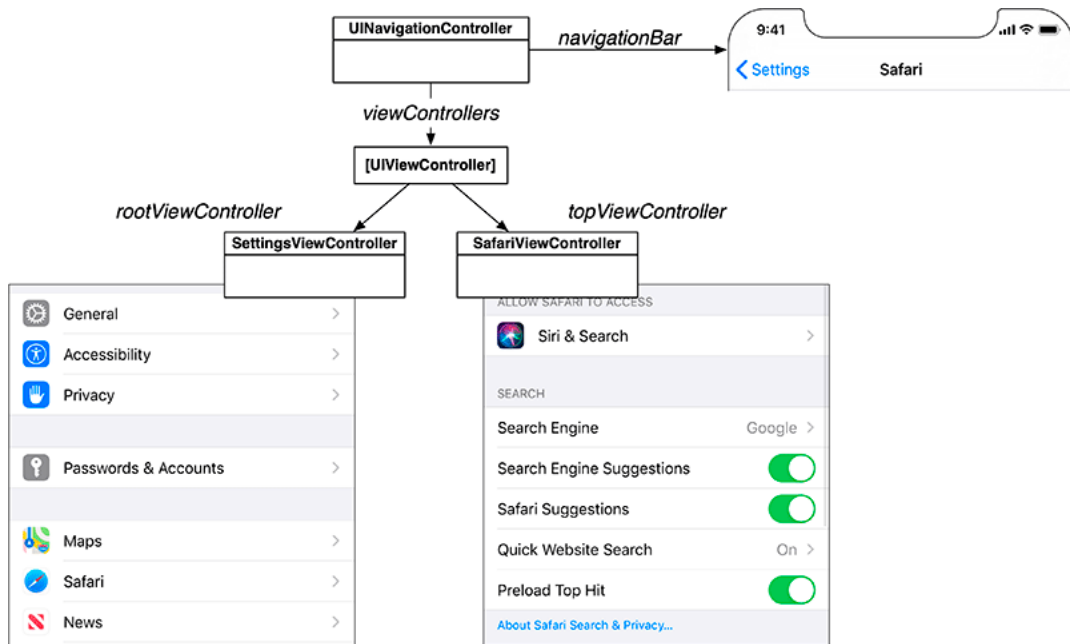 UINavigationController
navigationBar
9:41
Settings
Safari
viewControllers
[UIViewController]
rootViewController
topViewController
SettingsViewController
SafariViewController
General
Accessibility
Privacy
Passwords & Accounts
Maps
Safari
News
ALLOW SAFARI TO ACCESS
Siri & Search
SEARCH
Search Engine Google
Search Engine Suggestions
Safari Suggestions
Quick Website Search On
Preload Top Hit
About Safari Search & Privacy...